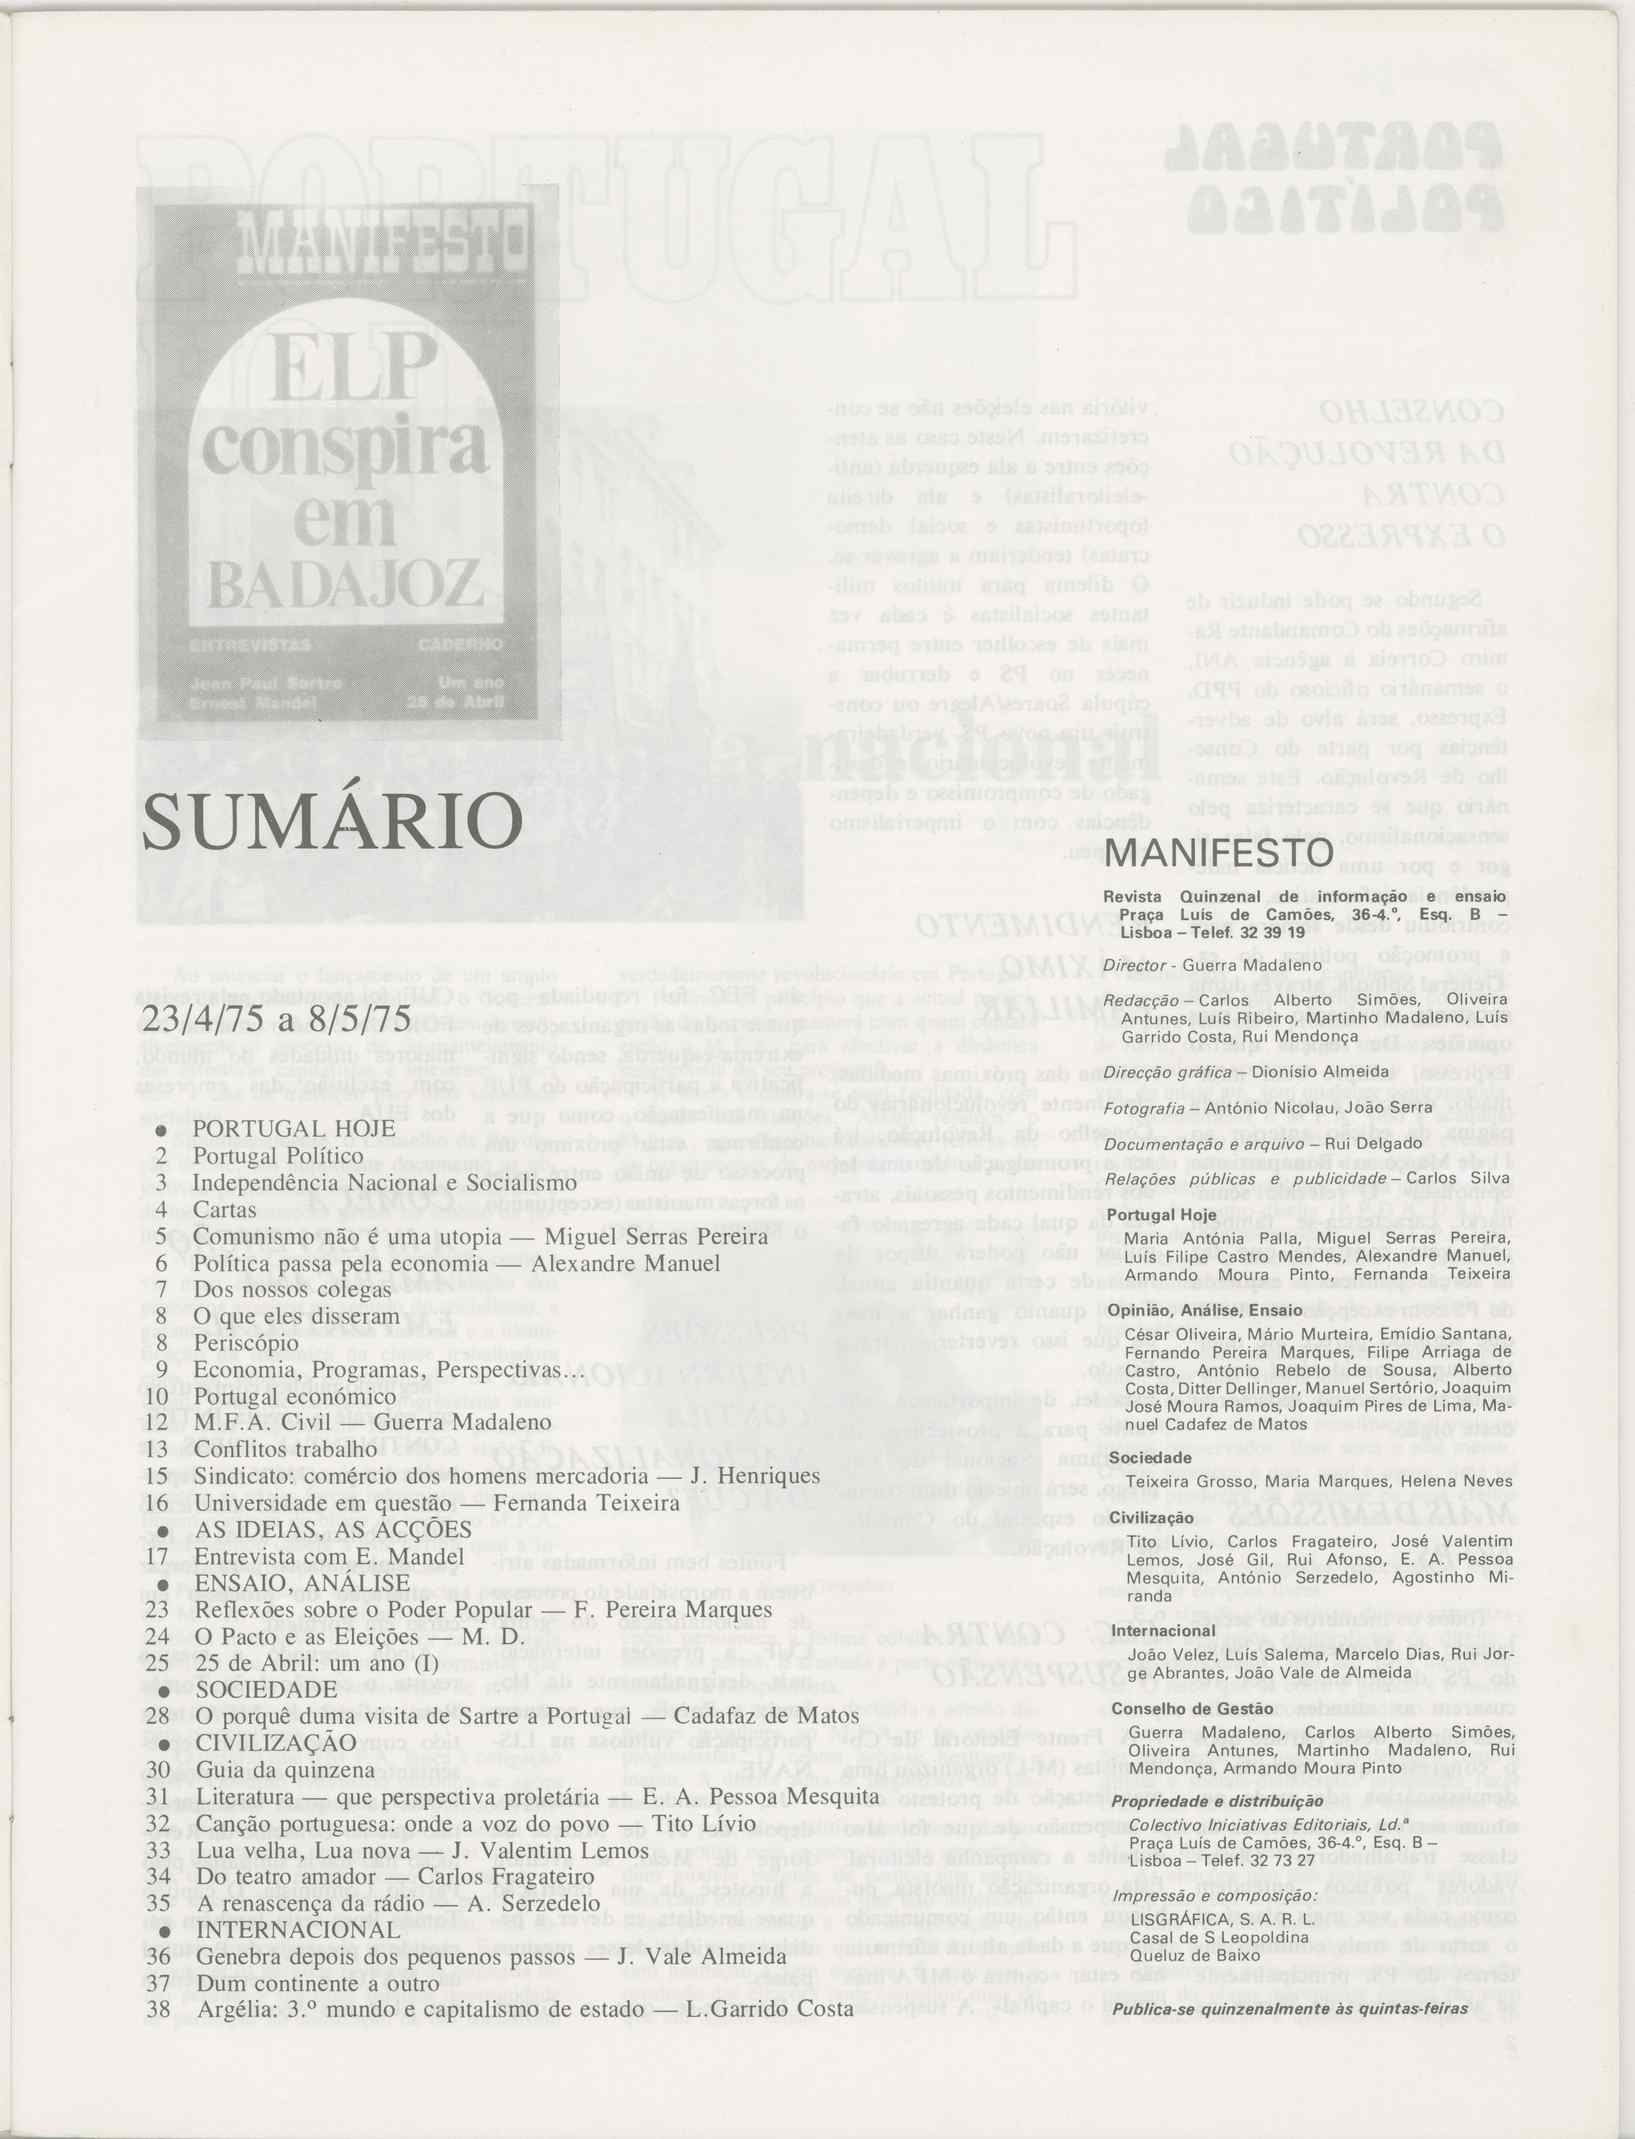 MANIFESTO
ELP
conspira
em
BADAJOZ
ENTREVISTAS
CADERNO
Jean Paul Sartre
Ernest Mandel
Um ano
25 de Abril
SUMÁRIO
23/4/75 a 8/5/75
● PORTUGAL HOJE
2 Portugal Político
3 Independência Nacional e Socialismo
4 Cartas
5 Comunismo não é uma utopia — Miguel Serras Pereira
6 Política passa pela economia — Alexandre Manuel
7 Dos nossos colegas
8 O que eles disseram
8 Periscópio
9 Economia, Programas, Perspectivas...
10 Portugal económico
12 M.F.A. Civil — Guerra Madaleno
13 Conflitos trabalho
15 Sindicato: comércio dos homens mercadoria — J. Henriques
16 Universidade em questão — Fernanda Teixeira
● AS IDEIAS, AS ACÇÕES
17 Entrevista com E. Mandel
● ENSAIO, ANÁLISE
23 Reflexões sobre o Poder Popular — F. Pereira Marques
24 O Pacto e as Eleições — M. D.
25 25 de Abril: um ano (I)
● SOCIEDADE
28 O porquê duma visita de Sartre a Portugal — Cadafaz de Matos
● CIVILIZAÇÃO
30 Guia da quinzena
31 Literatura — que perspectiva proletária — E. A. Pessoa Mesquita
32 Canção portuguesa: onde a voz do povo — Tito Lívio
33 Lua velha, Lua nova — J. Valentim Lemos
34 Do teatro amador — Carlos Fragateiro
35 A renascença da rádio — A. Serzedelo
● INTERNACIONAL
36 Genebra depois dos pequenos passos — J. Vale Almeida
37 Dum continente a outro
38 Argélia: 3.º mundo e capitalismo de estado — L.Garrido Costa
MANIFESTO
Revista Quinzenal de informação e ensaio
Praça Luís de Camões, 36-4.º, Esq. B –
Lisboa – Telef. 32 39 19
Director - Guerra Madaleno
Redacção – Carlos Alberto Simões, Oliveira
Antunes, Luís Ribeiro, Martinho Madaleno, Luís
Garrido Costa, Rui Mendonça
Direcção gráfica – Dionísio Almeida
Fotografia – António Nicolau, João Serra
Documentação e arquivo – Rui Delgado
Relações públicas e publicidade – Carlos Silva
Portugal Hoje
Maria Antónia Palla, Miguel Serras Pereira,
Luís Filipe Castro Mendes, Alexandre Manuel,
Armando Moura Pinto, Fernanda Teixeira
Opinião, Análise, Ensaio
César Oliveira, Mário Murteira, Emídio Santana,
Fernando Pereira Marques, Filipe Arriaga de
Castro, António Rebelo de Sousa, Alberto
Costa, Ditter Dellinger, Manuel Sertório, Joaquim
José Moura Ramos, Joaquim Pires de Lima, Ma-
nuel Cadafez de Matos
Sociedade
Teixeira Grosso, Maria Marques, Helena Neves
Civilização
Tito Lívio, Carlos Fragateiro, José Valentim
Lemos, José Gil, Rui Afonso, E. A. Pessoa
Mesquita, António Serzedelo, Agostinho Mi-
randa
Internacional
João Velez, Luís Salema, Marcelo Dias, Rui Jor-
ge Abrantes, João Vale de Almeida
Conselho de Gestão
Guerra Madaleno, Carlos Alberto Simões,
Oliveira Antunes, Martinho Madaleno, Rui
Mendonça, Armando Moura Pinto
Propriedade e distribuição
Colectivo Iniciativas Editoriais, Ld.ª
Praça Luís de Camões, 36-4.º, Esq. B –
Lisboa – Telef. 32 73 27
Impressão e composição:
LISGRÁFICA, S. A. R. L.
Casal de S Leopoldina
Queluz de Baixo
Publica-se quinzenalmente às quintas-feiras